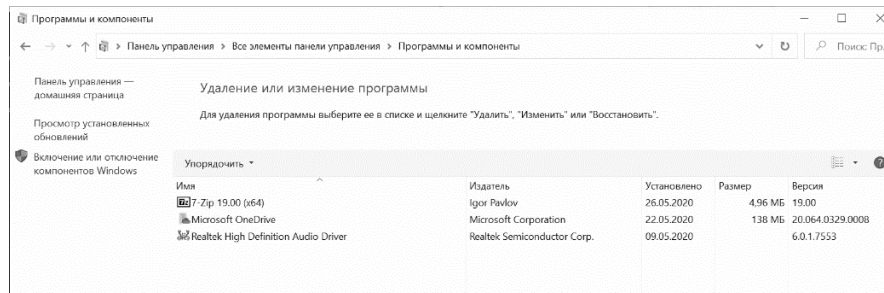 Программы и компоненты
Панель управления > Все элементы панели управления > Программы и компоненты
Поиск: Пр
Панель управления — домашняя страница
Просмотр установленных обновлений
Включение или отключение компонентов Windows
Удаление или изменение программы
Для удаления программы выберите ее в списке и щелкните "Удалить", "Изменить" или "Восстановить".
Упорядочить
Имя Издатель Установлено Размер Версия
7-Zip 19.00 (x64) Igor Pavlov 26.05.2020 4,96 МБ 19.00
Microsoft OneDrive Microsoft Corporation 22.05.2020 138 МБ 20.064.0329.0008
Realtek High Definition Audio Driver Realtek Semiconductor Corp. 09.05.2020 6.0.1.7553